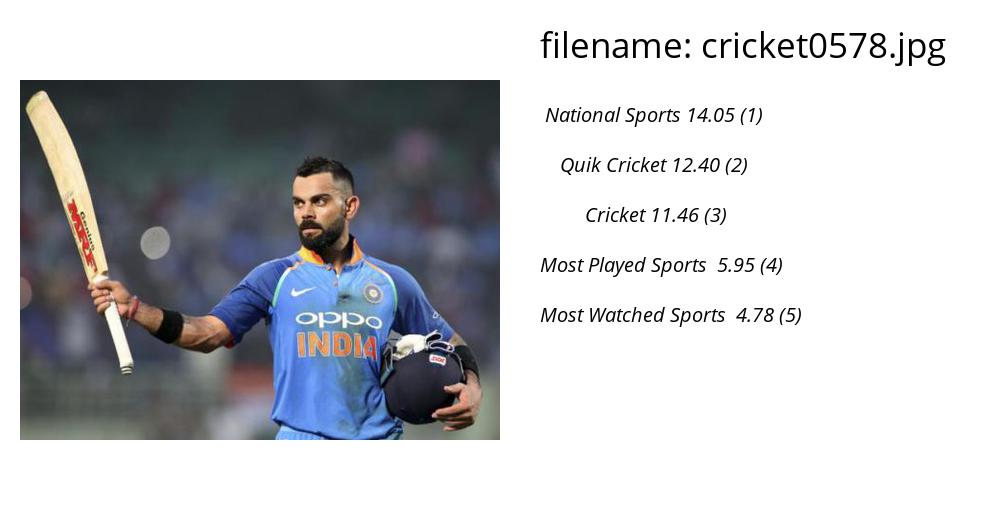 filename: cricket0578.jpg
National Sports 14.05 (1)
Quik Cricket 12.40 (2)
Cricket 11.46 (3)
Most Played Sports 5.95 (4)
Most Watched Sports 4.78 (5)
Genius
MRF
oppo
INDIA